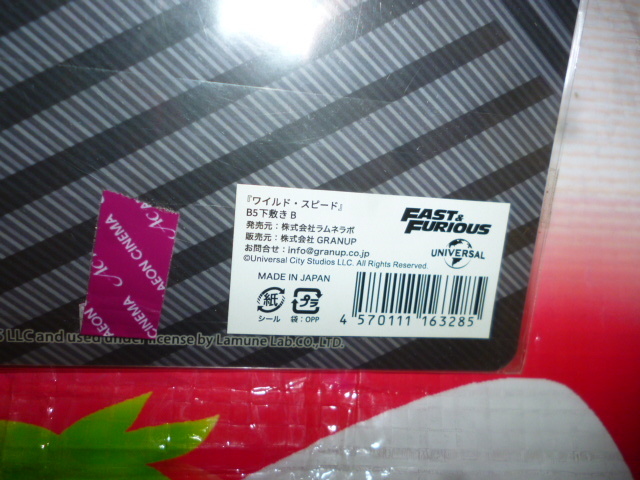 『ワイルド・スピード』
B5下敷き B
発売元：株式会社ラムネラボ
販売元：株式会社 GRANUP
お問合せ：info@granup.co.jp
©Universal City Studios LLC. All Rights Reserved.
FAST &
FURIOUS
UNIVERSAL
MADE IN JAPAN
紙
シール
プラ
袋：OPP
4 570111 163285
AEON CINEMA
AEON
CINEMA
LLC and used under license by Lamune Lab.CO.,LTD.